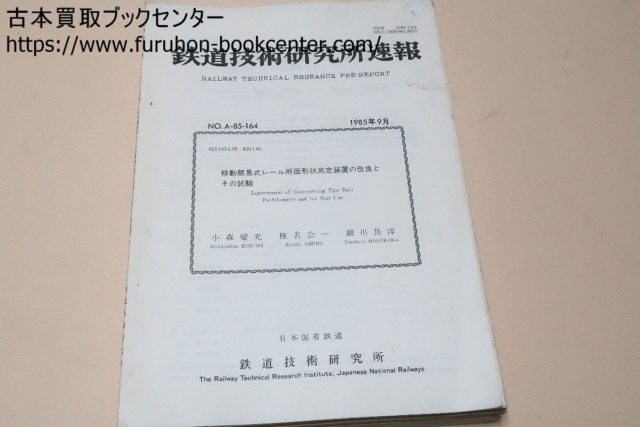 古本買取ブックセンター
https://www.furuhon-bookcenter.com/
鉄道技術研究所速報
RAILWAY TECHNICAL RESEARCH PRE-REPORT
NO. A-85-164 1985年9月
移動簡易式レール断面形状測定装置の改良と
その試験
小森望充 椎名公一 細川岳洋
日本国有鉄道
鉄道技術研究所
The Railway Technical Research Institute, Japanese National Railways